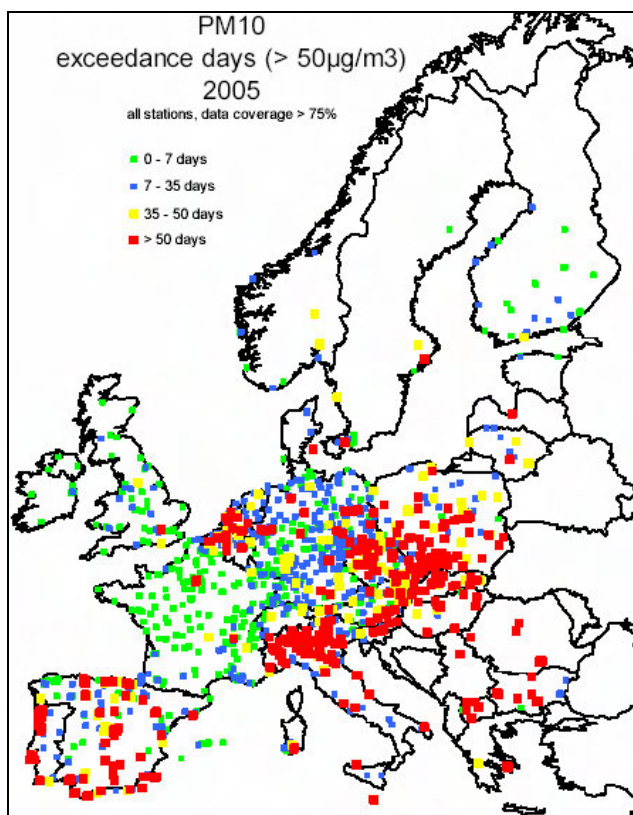 PM10
exceedance days (> 50µg/m3)
2005
all stations, data coverage > 75%
0 - 7 days
7 - 35 days
35 - 50 days
> 50 days